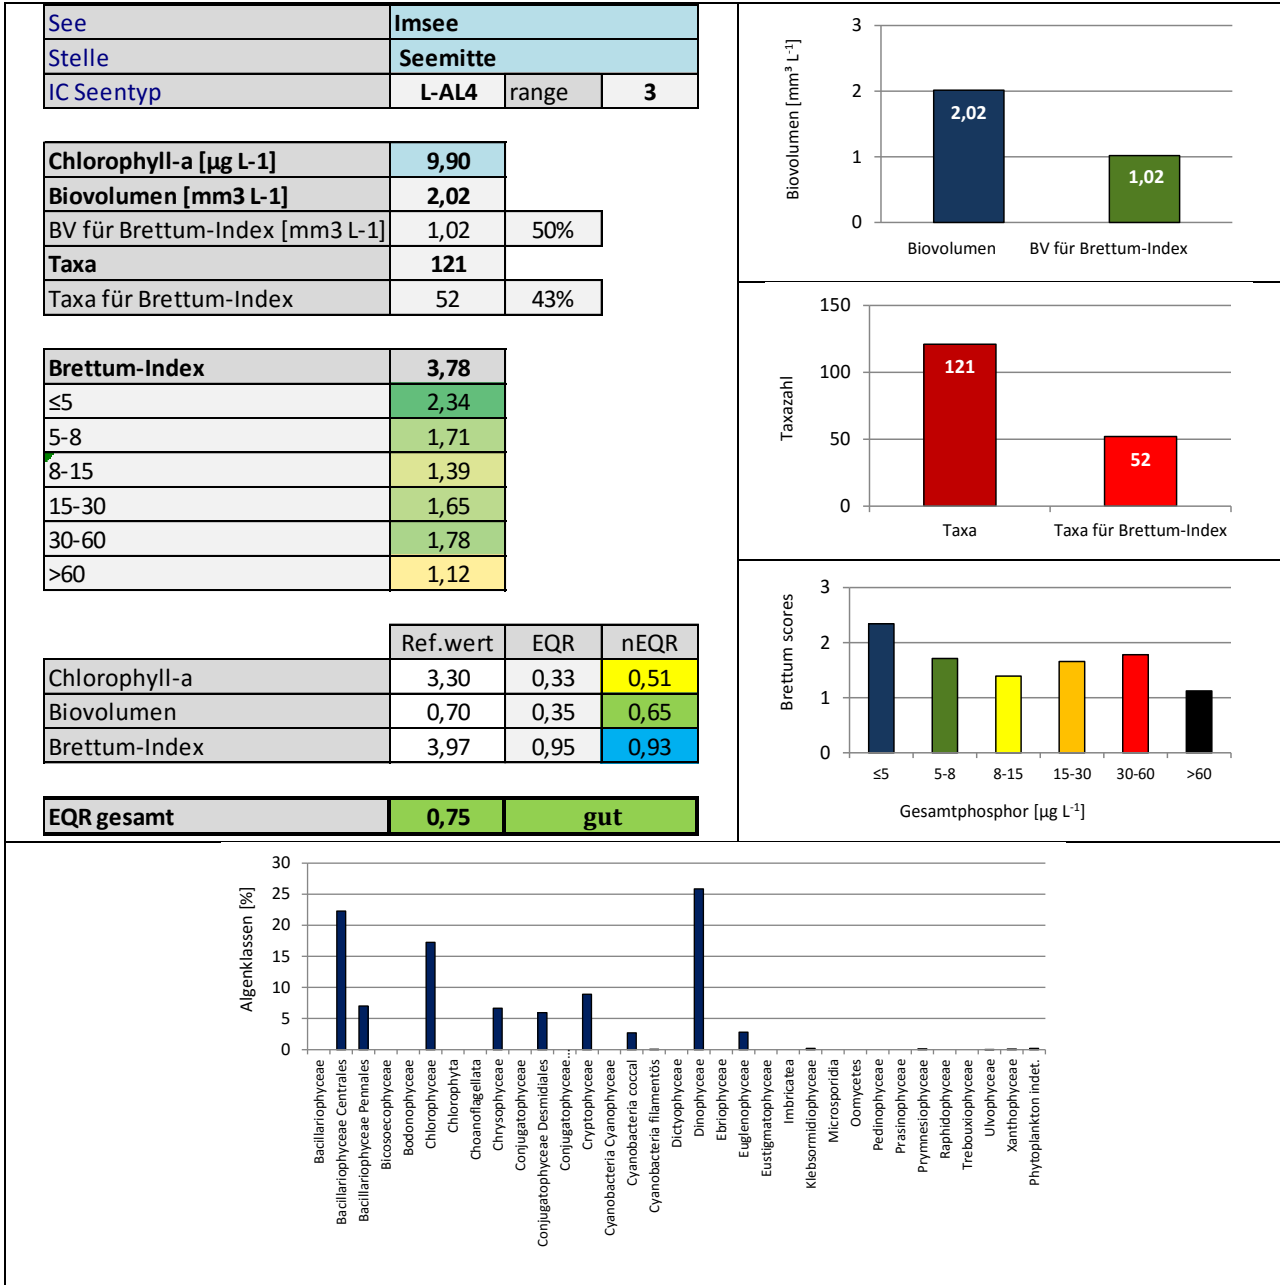 See Imsee
Stelle Seemitte
IC Seentyp L-AL4 range 3
Chlorophyll-a [µg L-1] 9,90
Biovolumen [mm3 L-1] 2,02
BV für Brettum-Index [mm3 L-1] 1,02 50%
Taxa 121
Taxa für Brettum-Index 52 43%
Brettum-Index 3,78
≤5 2,34
5-8 1,71
8-15 1,39
15-30 1,65
30-60 1,78
>60 1,12
Ref.wert EQR nEQR
Chlorophyll-a 3,30 0,33 0,51
Biovolumen 0,70 0,35 0,65
Brettum-Index 3,97 0,95 0,93
EQR gesamt 0,75 gut
Biovolumen [mm³ L-1]
3
2
1
0
2,02
1,02
Biovolumen BV für Brettum-Index
Taxazahl
150
100
50
0
121
52
Taxa Taxa für Brettum-Index
Brettum scores
3
2
1
0
≤5 5-8 8-15 15-30 30-60 >60
Gesamtphosphor [µg L-1]
Algenklassen [%]
30
25
20
15
10
5
0
Bacillariophyceae
Bacillariophyceae Centrales
Bacillariophyceae Pennales
Bicosoecophyceae
Bodonophyceae
Chlorophyceae
Chlorophyta
Choanoflagellata
Chrysophyceae
Conjugatophyceae
Conjugatophyceae Desmidiales
Conjugatophyceae...
Cryptophyceae
Cyanobacteria Cyanophyceae
Cyanobacteria coccal
Cyanobacteria filamentös
Dictyophyceae
Dinophyceae
Ebriophyceae
Euglenophyceae
Eustigmatophyceae
Imbricatea
Klebsormidiophyceae
Microsporidia
Oomycetes
Pedinophyceae
Prasinophyceae
Prymnesiophyceae
Raphidophyceae
Trebouxiophyceae
Ulvophyceae
Xanthophyceae
Phytoplankton indet.